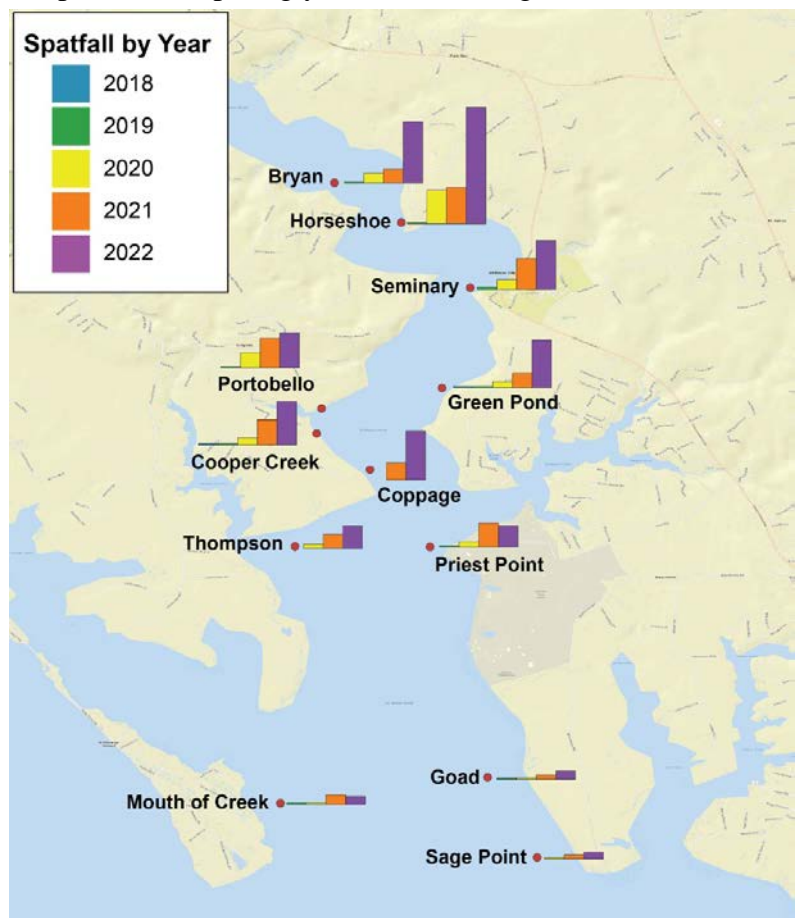 Spatfall by Year
2018
2019
2020
2021
2022
Bryan
Horseshoe
Seminary
Portobello
Green Pond
Cooper Creek
Coppage
Thompson
Priest Point
Goad
Mouth of Creek
Sage Point